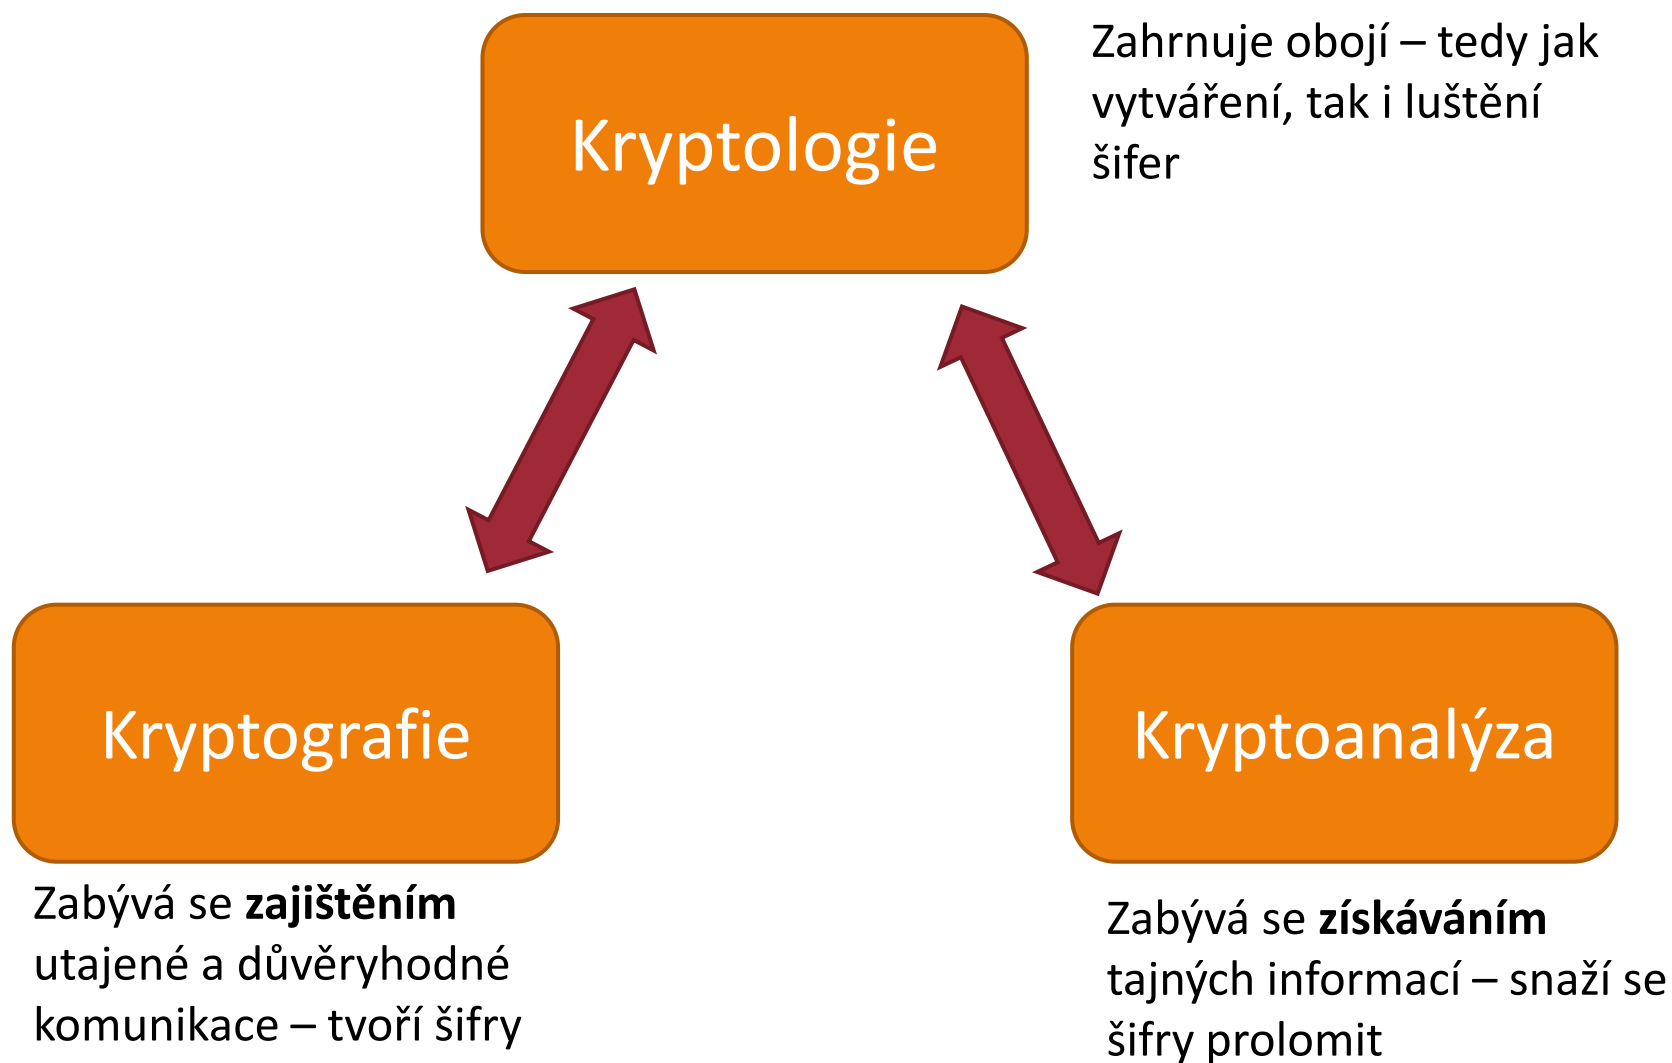 Kryptologie
Zahrnuje obojí – tedy jak
vytváření, tak i luštění
šifer
Kryptografie
Zabývá se zajištěním
utajené a důvěryhodné
komunikace – tvoří šifry
Kryptoanalýza
Zabývá se získáváním
tajných informací – snaží se
šifry prolomit